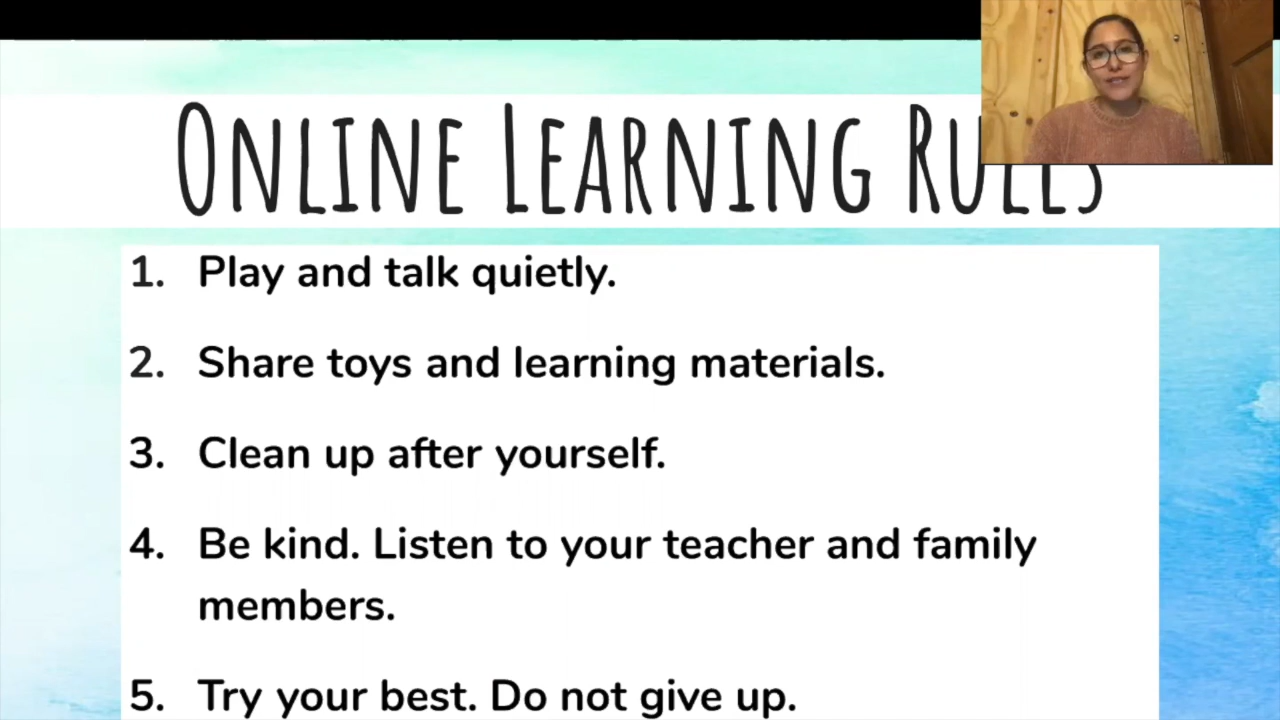 Online Learning Rules
1. Play and talk quietly.
2. Share toys and learning materials.
3. Clean up after yourself.
4. Be kind. Listen to your teacher and family
members.
5. Try your best. Do not give up.